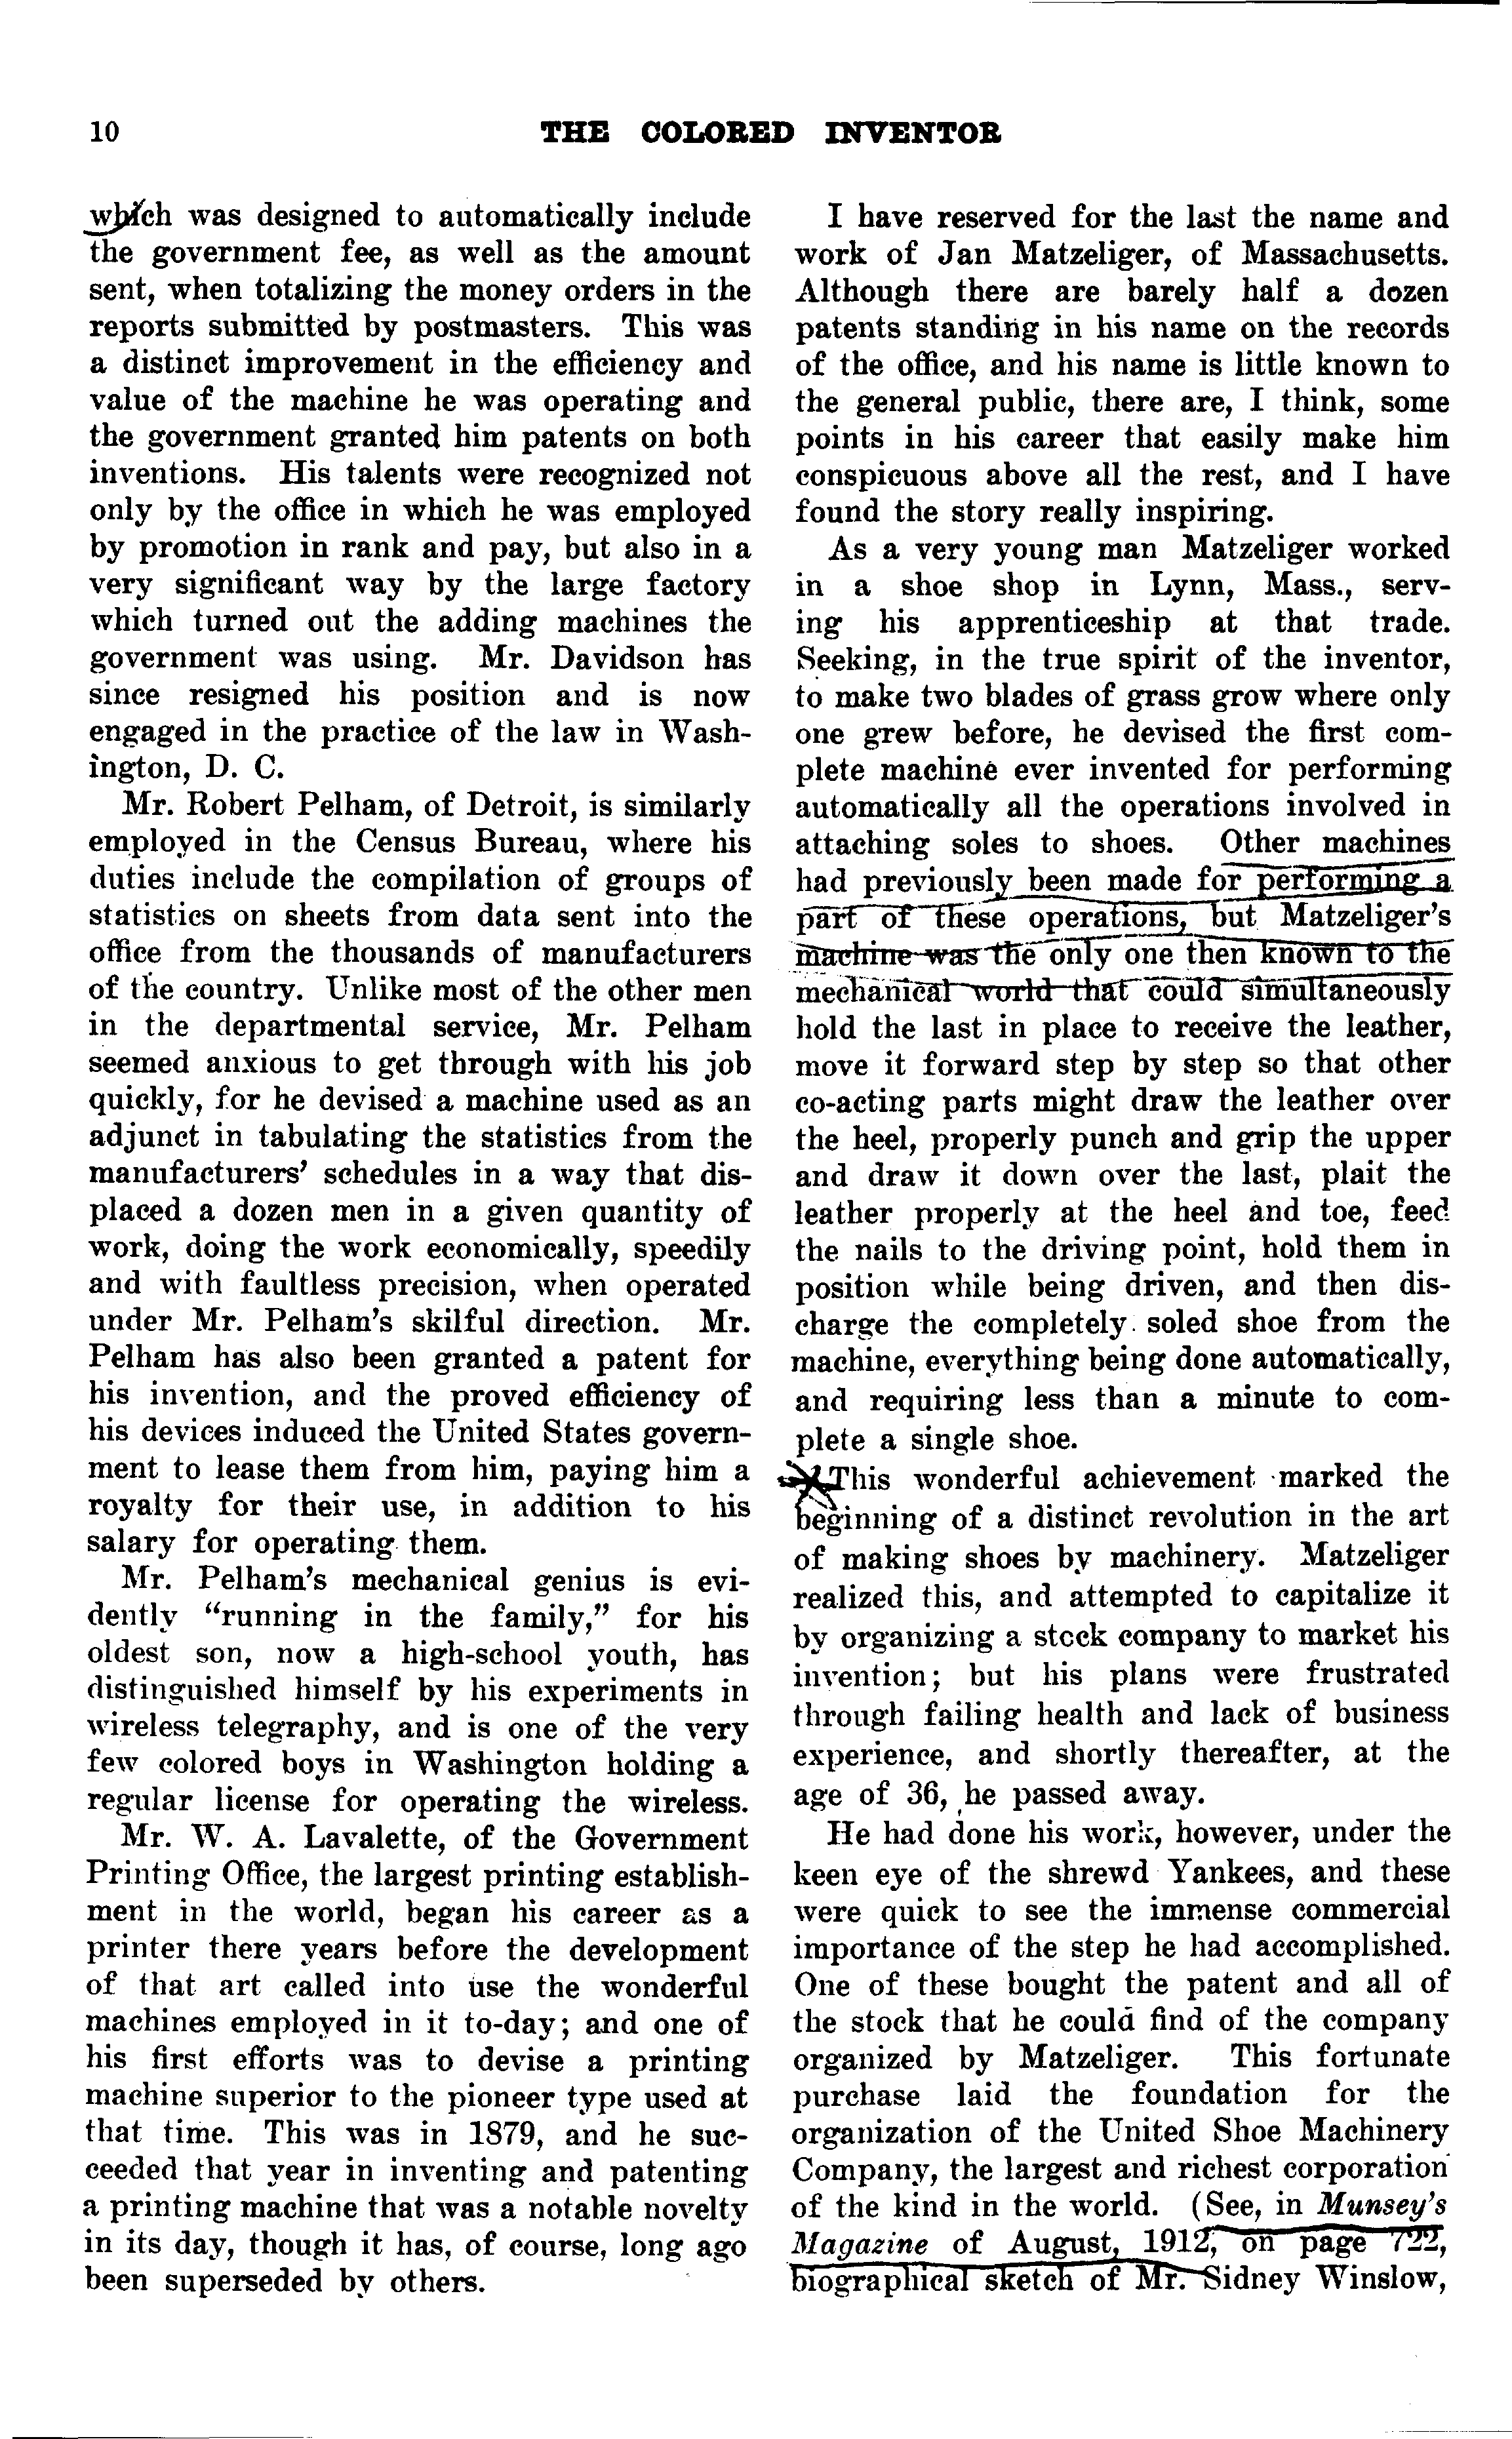 10
THE COLORED INVENTOR
which was designed to automatically include
the government fee, as well as the amount
sent, when totalizing the money orders in the
reports submitted by postmasters. This was
a distinct improvement in the efficiency and
value of the machine he was operating and
the government granted him patents on both
inventions. His talents were recognized not
only by the office in which he was employed
by promotion in rank and pay, but also in a
very significant way by the large factory
which turned out the adding machines the
government was using. Mr. Davidson has
since resigned his position and is now
engaged in the practice of the law in Wash-
ington, D. C.
Mr. Robert Pelham, of Detroit, is similarly
employed in the Census Bureau, where his
duties include the compilation of groups of
statistics on sheets from data sent into the
office from the thousands of manufacturers
of the country. Unlike most of the other men
in the departmental service, Mr. Pelham
seemed anxious to get through with his job
quickly, for he devised a machine used as an
adjunct in tabulating the statistics from the
manufacturers' schedules in a way that dis-
placed a dozen men in a given quantity of
work, doing the work economically, speedily
and with faultless precision, when operated
under Mr. Pelham's skilful direction. Mr.
Pelham has also been granted a patent for
his invention, and the proved efficiency of
his devices induced the United States govern-
ment to lease them from him, paying him a
royalty for their use, in addition to his
salary for operating them.
Mr. Pelham's mechanical genius is evi-
dently "running in the family," for his
oldest son, now a high-school youth, has
distinguished himself by his experiments in
wireless telegraphy, and is one of the very
few colored boys in Washington holding a
regular license for operating the wireless.
Mr. W. A. Lavalette, of the Government
Printing Office, the largest printing establish-
ment in the world, began his career as a
printer there years before the development
of that art called into use the wonderful
machines employed in it to-day; and one of
his first efforts was to devise a printing
machine superior to the pioneer type used at
that time. This was in 1879, and he suc-
ceeded that year in inventing and patenting
a printing machine that was a notable novelty
in its day, though it has, of course, long ago
been superseded by others.
I have reserved for the last the name and
work of Jan Matzeliger, of Massachusetts.
Although there are barely half a dozen
patents standing in his name on the records
of the office, and his name is little known to
the general public, there are, I think, some
points in his career that easily make him
conspicuous above all the rest, and I have
found the story really inspiring.
As a very young man Matzeliger worked
in a shoe shop in Lynn, Mass., serv-
ing his apprenticeship at that trade.
Seeking, in the true spirit of the inventor,
to make two blades of grass grow where only
one grew before, he devised the first com-
plete machine ever invented for performing
automatically all the operations involved in
attaching soles to shoes. Other machines
had previously been made for performing a
part of these operations, but Matzeliger's
machine was the only one then known to the
mechanical world that could simultaneously
hold the last in place to receive the leather,
move it forward step by step so that other
co-acting parts might draw the leather over
the heel, properly punch and grip the upper
and draw it down over the last, plait the
leather properly at the heel and toe, feed
the nails to the driving point, hold them in
position while being driven, and then dis-
charge the completely soled shoe from the
machine, everything being done automatically,
and requiring less than a minute to com-
plete a single shoe.
This wonderful achievement marked the
beginning of a distinct revolution in the art
of making shoes by machinery. Matzeliger
realized this, and attempted to capitalize it
by organizing a stock company to market his
invention; but his plans were frustrated
through failing health and lack of business
experience, and shortly thereafter, at the
age of 36, he passed away.
He had done his work, however, under the
keen eye of the shrewd Yankees, and these
were quick to see the immense commercial
importance of the step he had accomplished.
One of these bought the patent and all of
the stock that he could find of the company
organized by Matzeliger. This fortunate
purchase laid the foundation for the
organization of the United Shoe Machinery
Company, the largest and richest corporation
of the kind in the world. (See, in Munsey's
Magazine of August, 1912, on page 722,
biographical sketch of Mr. Sidney Winslow,